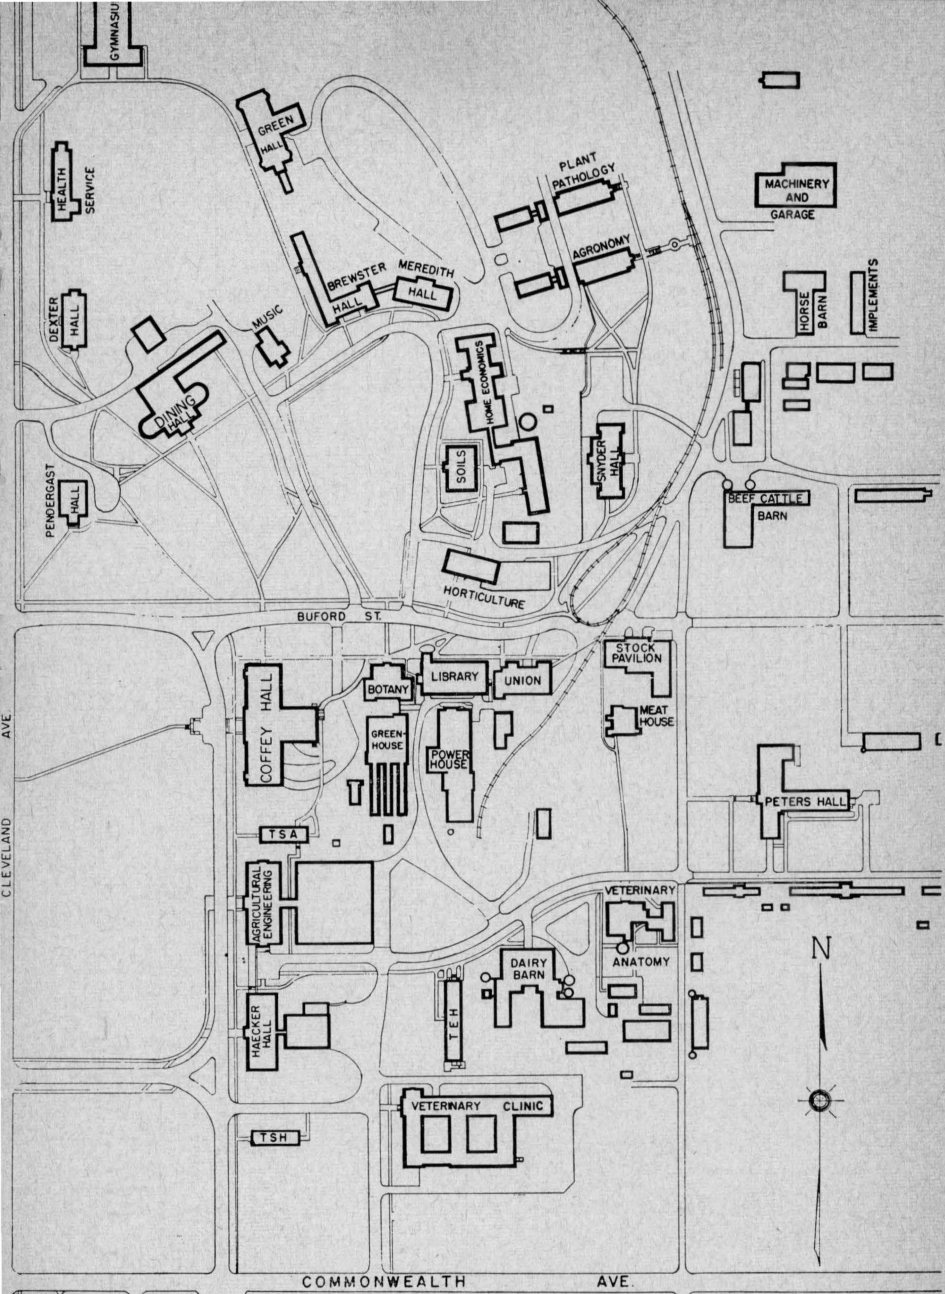 GYMNASIU
GREEN
HALL
HEALTH
SERVICE
PLANT
PATHOLOGY
MACHINERY
AND
GARAGE
AGRONOMY
BREWSTER
HALL
MEREDITH
HALL
DEXTER
HALL
MUSIC
HORSE
BARN
IMPLEMENTS
DINING
HALL
HOME ECONOMICS
SOILS
SNYDER
HALL
PENDERGAST
HALL
BEEF CATTLE
BARN
HORTICULTURE
BUFORD ST.
STOCK
PAVILION
LIBRARY
UNION
BOTANY
COFFEY HALL
MEAT
HOUSE
GREEN-
HOUSE
POWER
HOUSE
CLEVELAND AVE
PETERS HALL
TSA
AGRICULTURAL
ENGINEERING
VETERINARY
ANATOMY
DAIRY
BARN
N
TEH
HAECKER
HALL
VETERINARY CLINIC
TSH
COMMONWEALTH AVE.